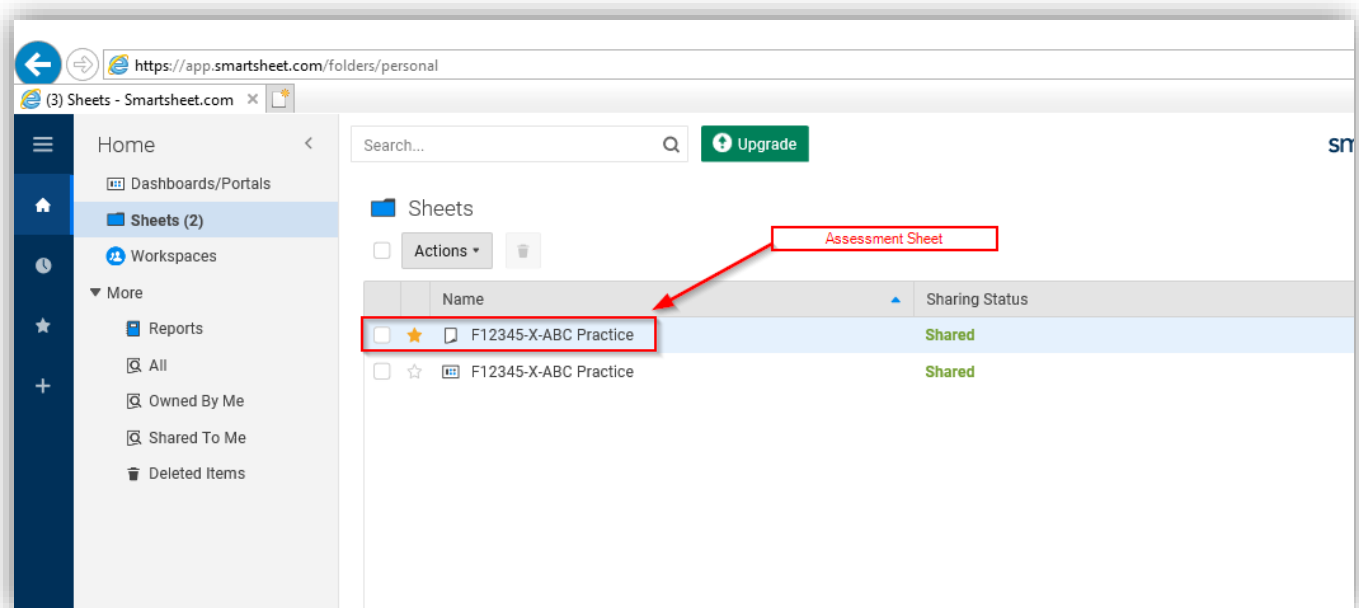 https://app.smartsheet.com/folders/personal
(3) Sheets - Smartsheet.com
Home
Search...
Upgrade
sm
Dashboards/Portals
Sheets (2)
Workspaces
More
Reports
All
Owned By Me
Shared To Me
Deleted Items
Sheets
Actions
Assessment Sheet
Name
Sharing Status
F12345-X-ABC Practice
Shared
F12345-X-ABC Practice
Shared